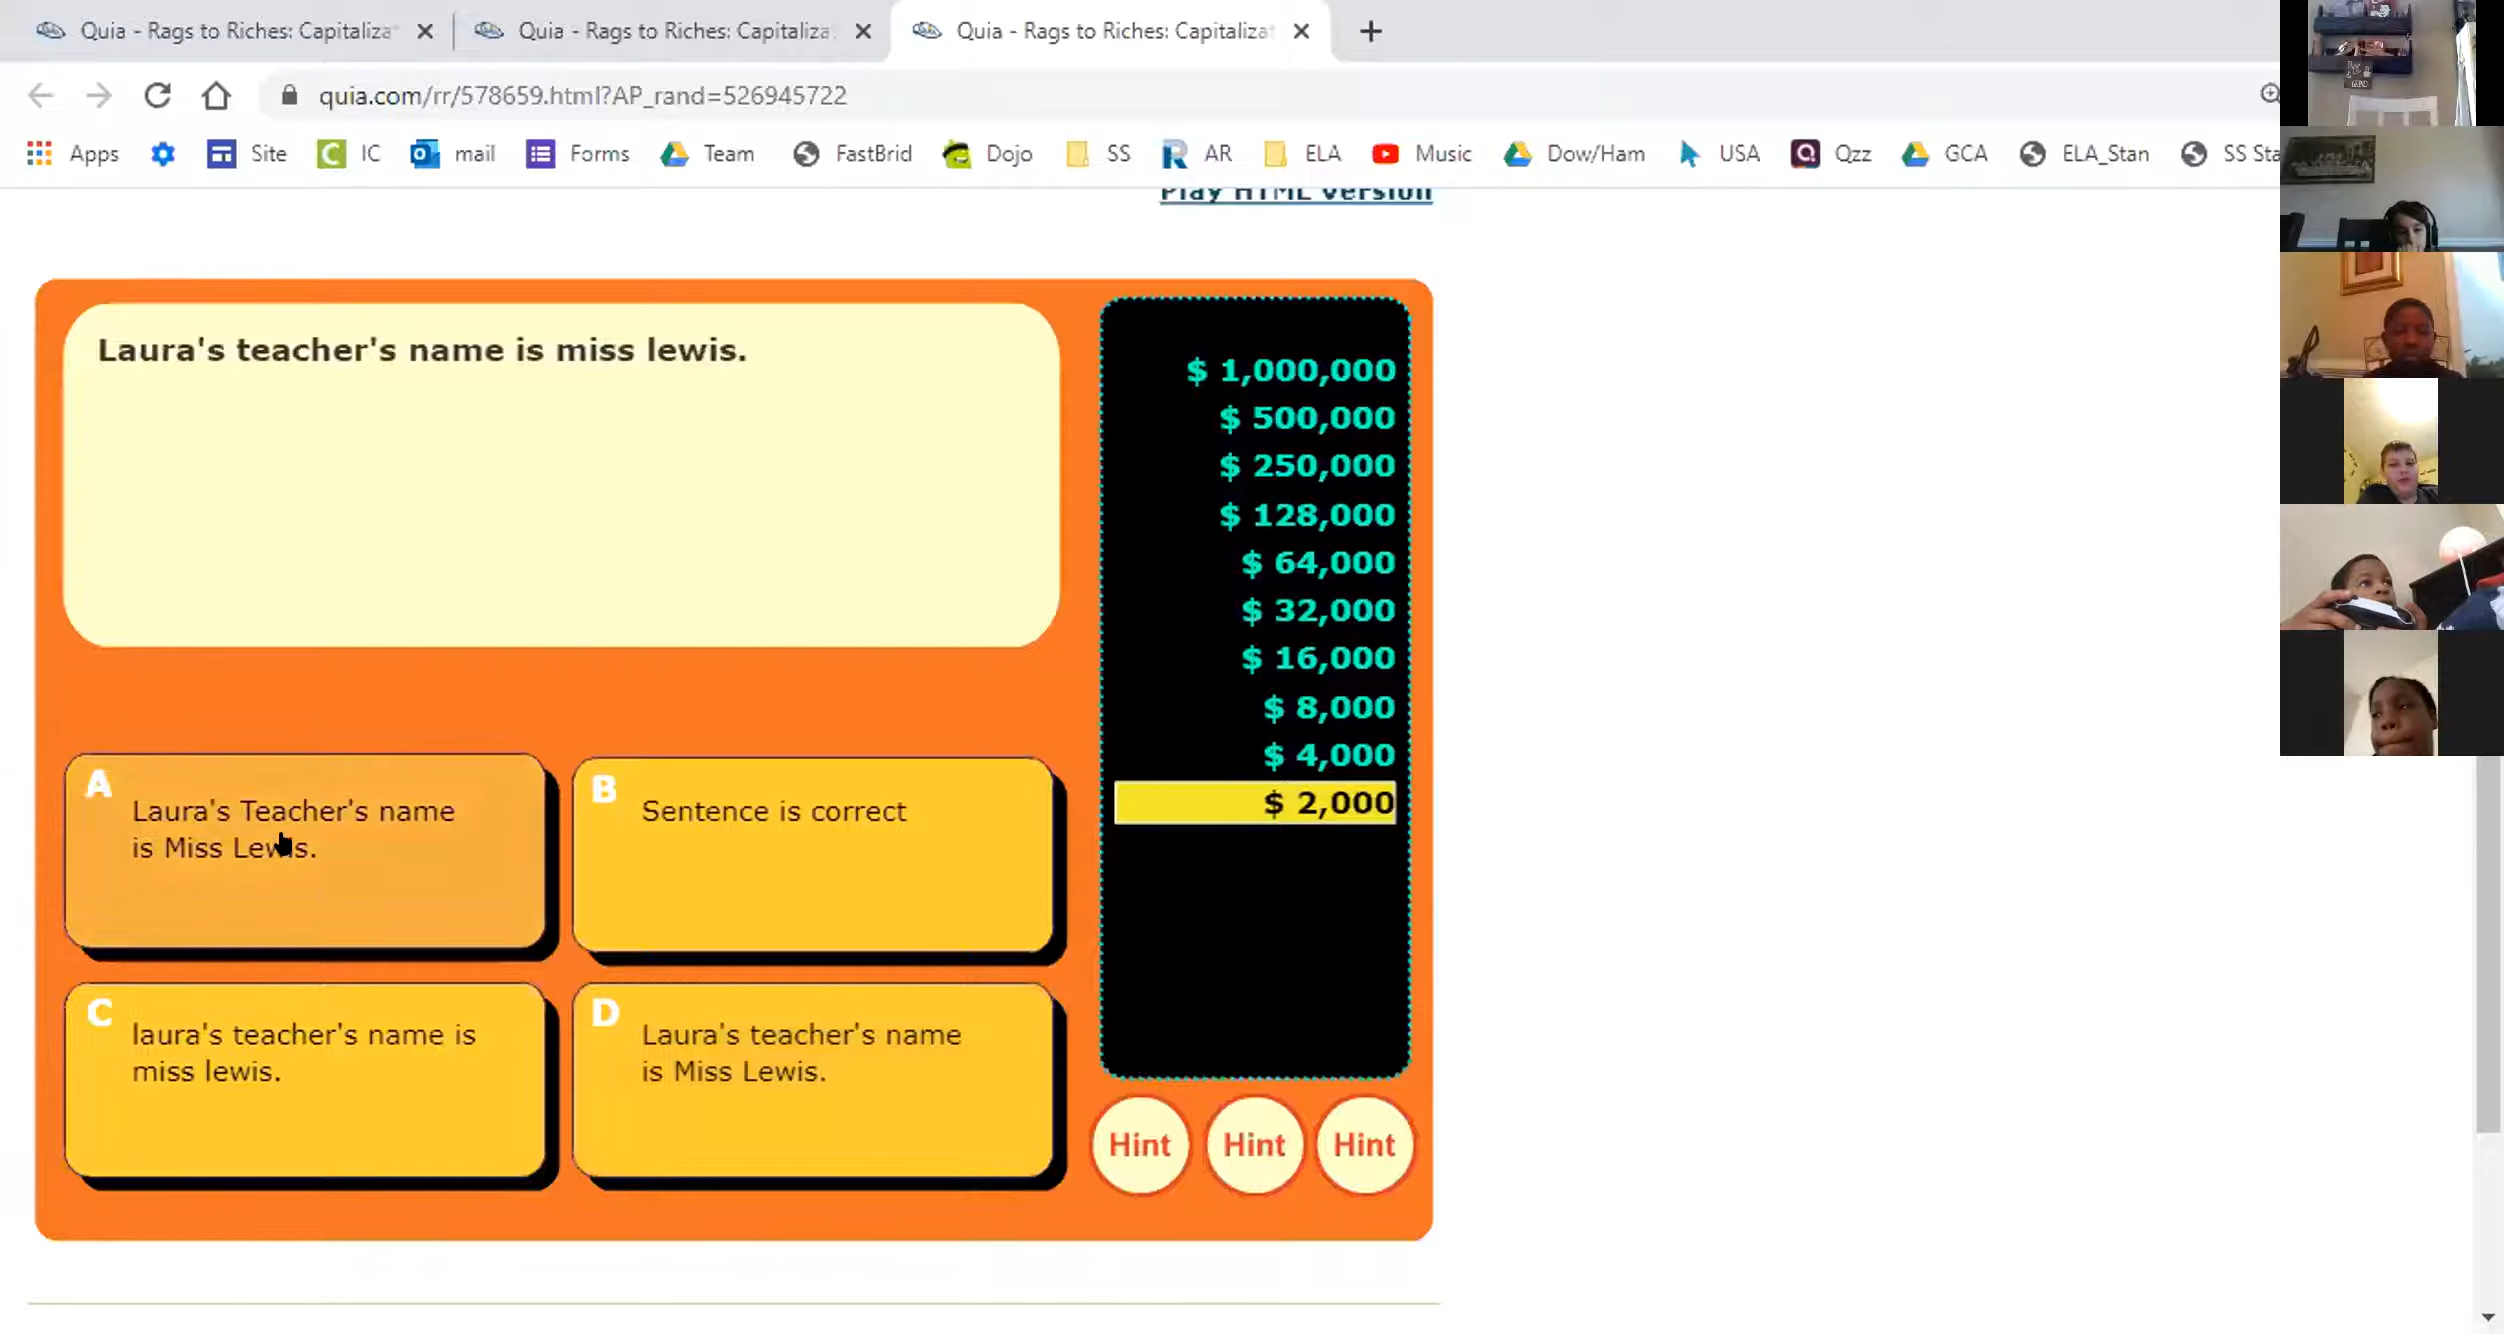 Quia - Rags to Riches: Capitaliza
Quia - Rags to Riches: Capitaliza
Quia - Rags to Riches: Capitalizat
quia.com/rr/578659.html?AP_rand=526945722
Apps Site IC mail Forms Team FastBrid Dojo SS AR ELA Music Dow/Ham USA Qzz GCA ELA_Stan SS Sta
Play HTML version
Laura's teacher's name is miss lewis.
$ 1,000,000
$ 500,000
$ 250,000
$ 128,000
$ 64,000
$ 32,000
$ 16,000
$ 8,000
$ 4,000
$ 2,000
A
Laura's Teacher's name
is Miss Lewis.
B
Sentence is correct
C
laura's teacher's name is
miss lewis.
D
Laura's teacher's name
is Miss Lewis.
Hint Hint Hint